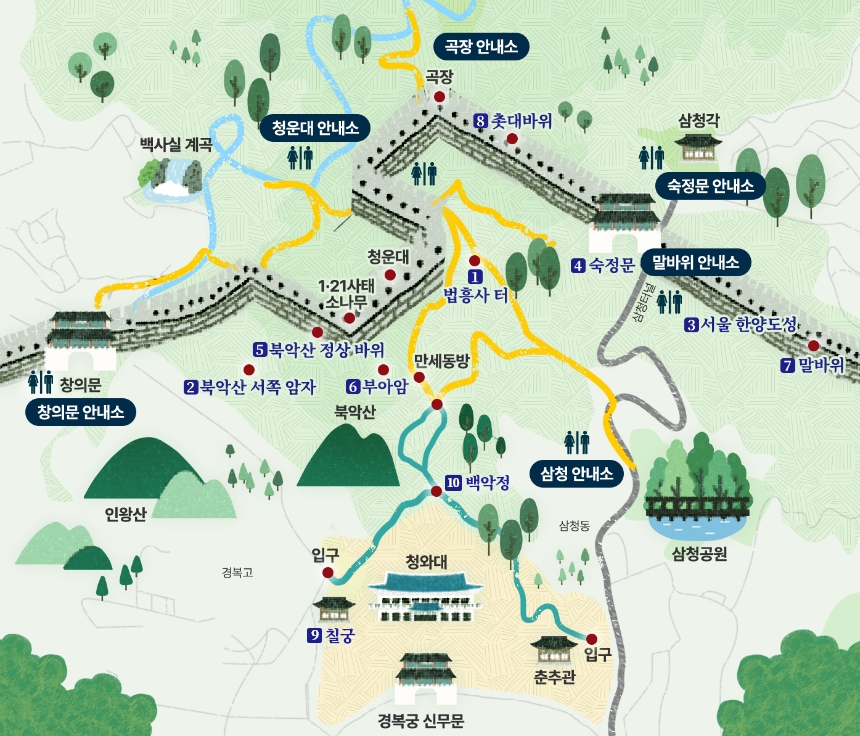 곡장 안내소
곡장
8 촛대바위
삼청각
청운대 안내소
백사실 계곡
숙정문 안내소
청운대
1
법흥사 터
4 숙정문
말바위 안내소
1·21사태
소나무
삼청터널
3 서울 한양도성
5 북악산 정상 바위
만세동방
7 말바위
창의문
2 북악산 서쪽 암자
6 부아암
창의문 안내소
북악산
삼청 안내소
10 백악정
인왕산
삼청동
삼청공원
입구
청와대
경복고
9 칠궁
입구
춘추관
경복궁 신무문